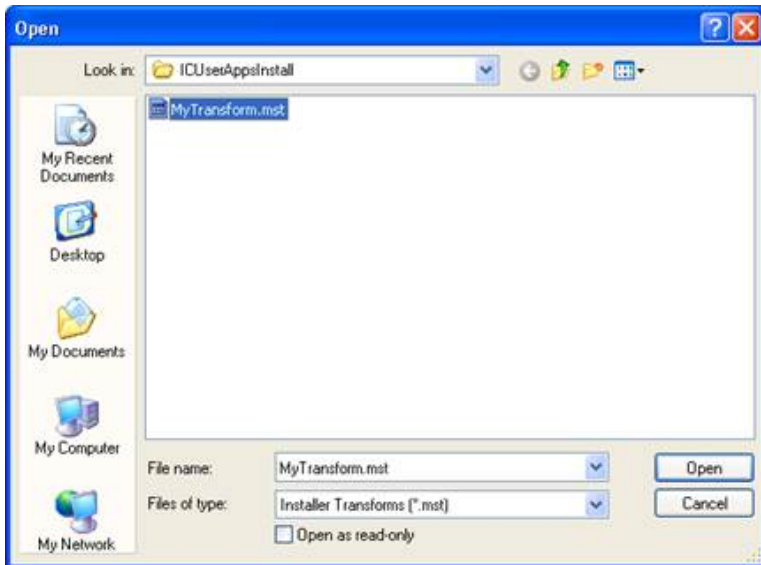 Open
Look in:
ICUserAppsInstall
MyTransform.mst
My Recent
Documents
Desktop
My Documents
My Computer
My Network
File name:
MyTransform.mst
Open
Files of type:
Installer Transforms (*.mst)
Cancel
Open as read-only